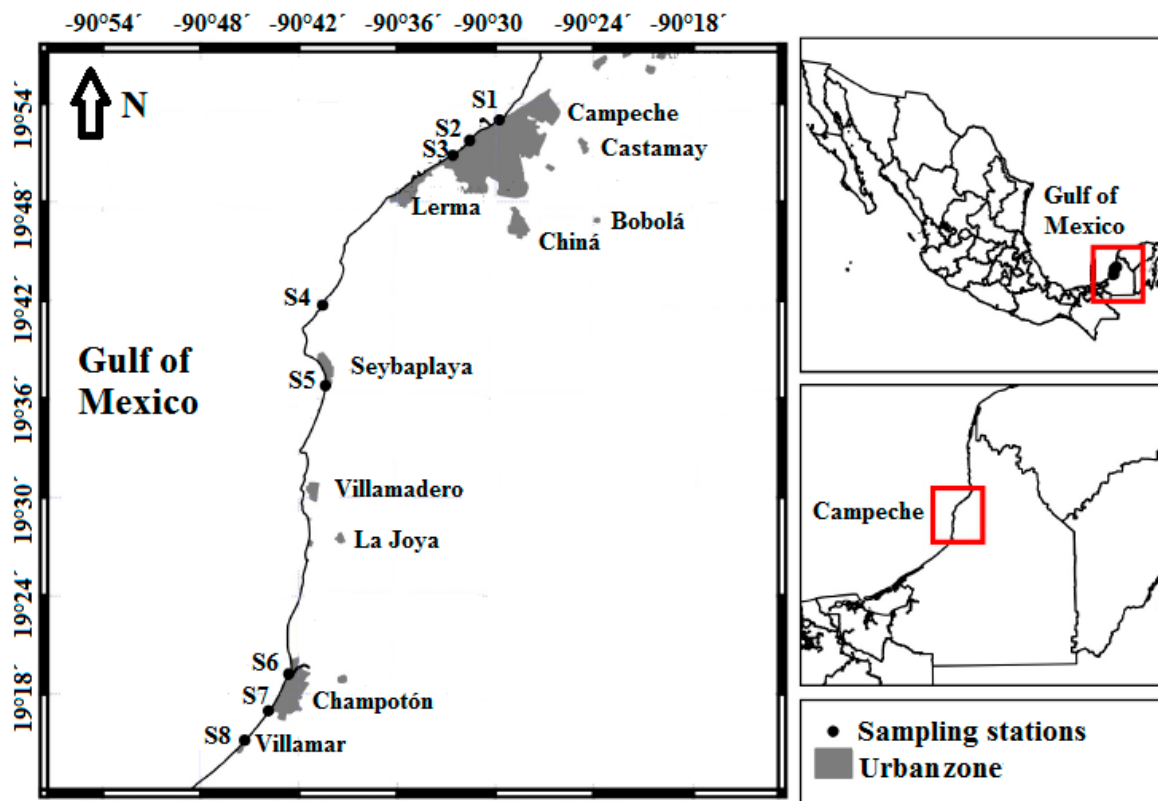 -90°54´ -90°48´ -90°42´ -90°36´ -90°30´ -90°24´ -90°18´
19°54´
19°48´
19°42´
19°36´
19°30´
19°24´
19°18´
N
S1
Campeche
S2
Castamay
S3
Lerma
Bobolá
Chiná
S4
Gulf of
Mexico
Seybaplaya
S5
Villamadero
La Joya
S6
Champotón
S7
S8
Villamar
Gulf of
Mexico
Campeche
Sampling stations
Urbanzone